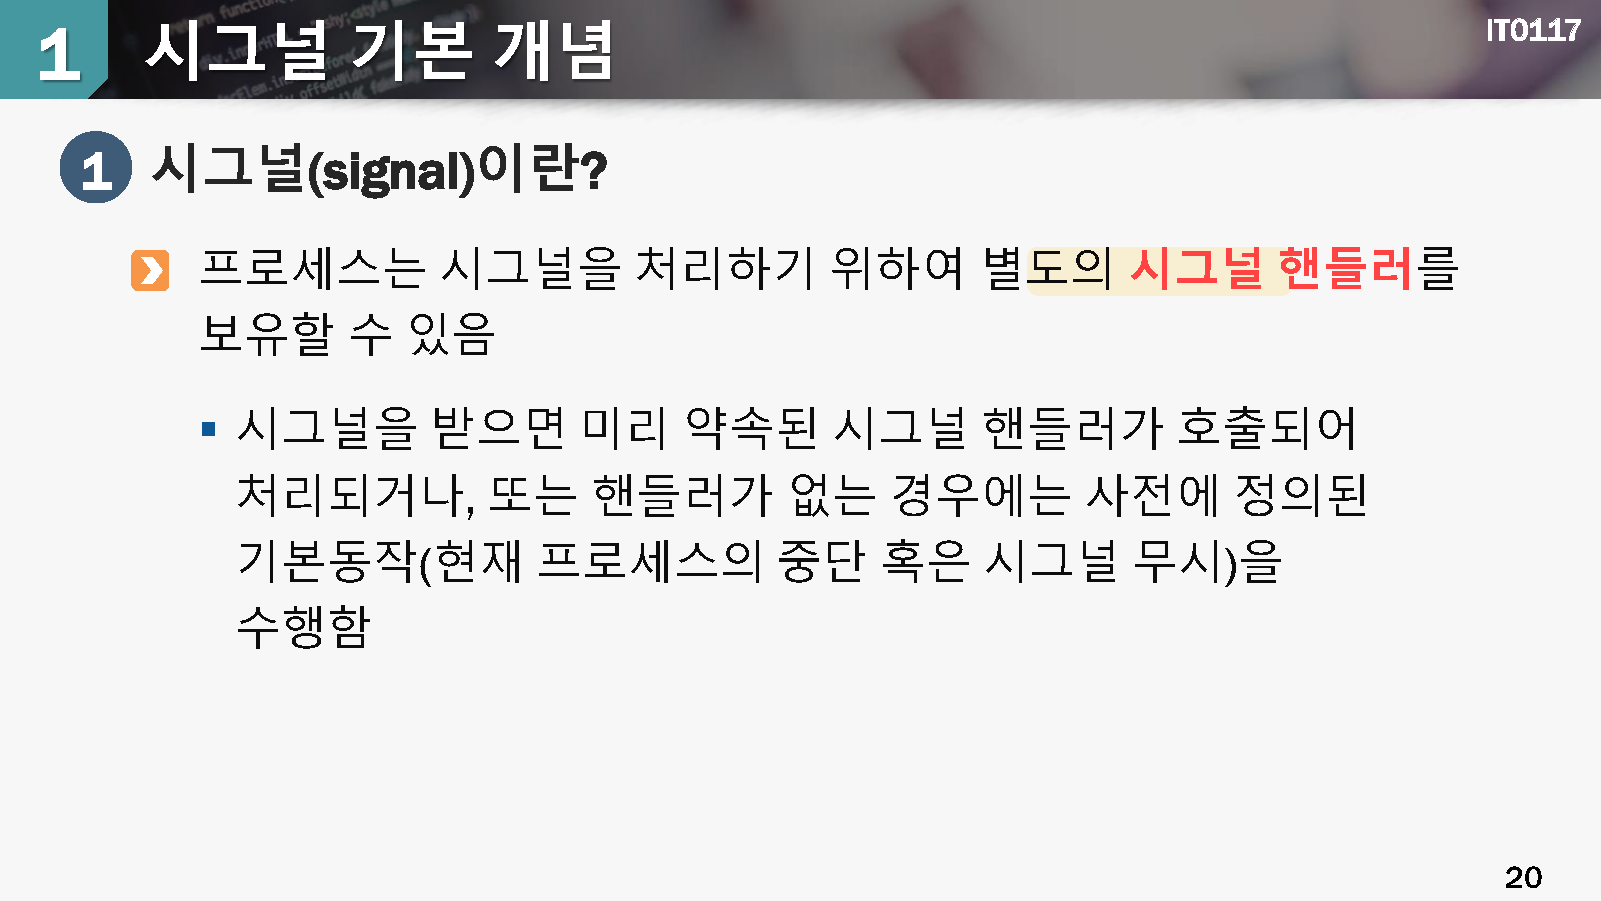 1 시그널 기본 개념
IT0117
1 시그널(signal)이란?
프로세스는 시그널을 처리하기 위하여 별도의 시그널 핸들러를
보유할 수 있음
▪ 시그널을 받으면 미리 약속된 시그널 핸들러가 호출되어
처리되거나, 또는 핸들러가 없는 경우에는 사전에 정의된
기본동작(현재 프로세스의 중단 혹은 시그널 무시)을
수행함
20